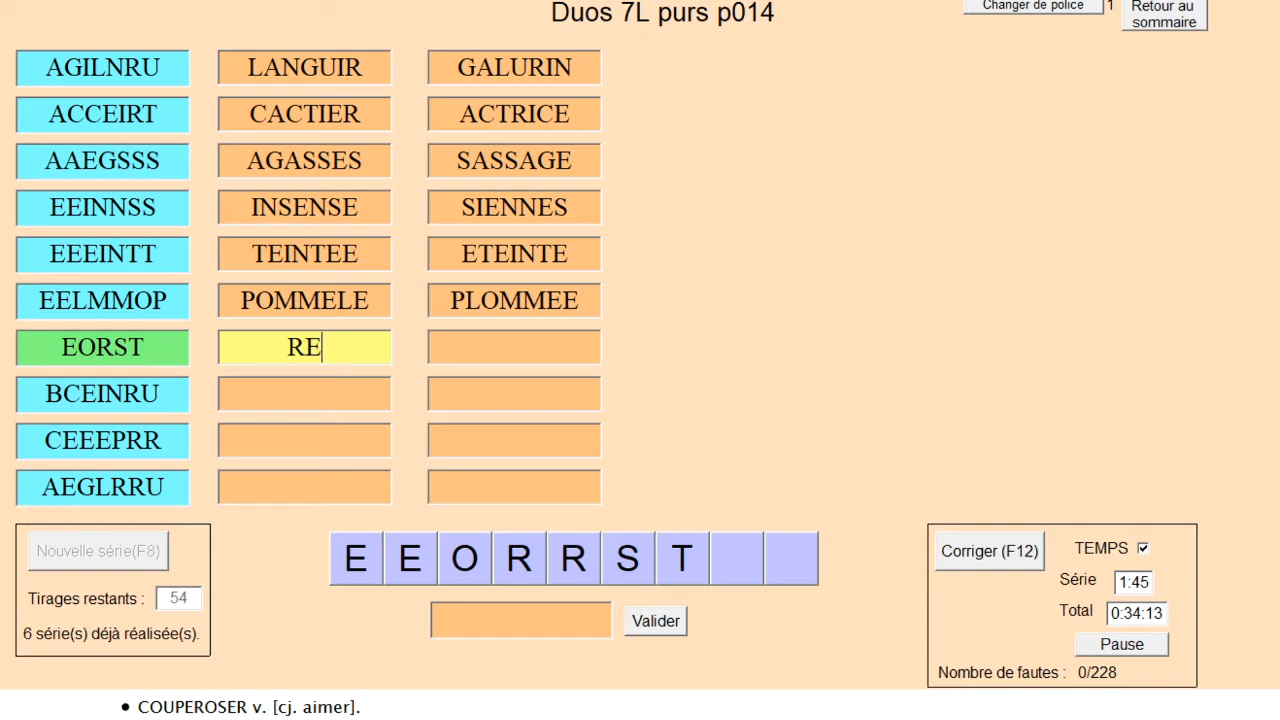 Duos 7L purs p014
Changer de police 1 Retour au sommaire
AGILNRU LANGUIR GALURIN
ACCEIRT CACTIER ACTRICE
AAEGSSS AGASSES SASSAGE
EEINNSS INSENSE SIENNES
EEEINTT TEINTEE ETEINTE
EELMMOP POMMELE PLOMMEE
EORST RE
BCEINRU
CEEEPRR
AEGLRRU
Nouvelle série(F8)
Tirages restants : 54
6 série(s) déjà réalisée(s).
E E O R R S T
Valider
Corriger (F12) TEMPS
Série 1:45
Total 0:34:13
Pause
Nombre de fautes : 0/228
• COUPEROSER v. [cj. aimer].